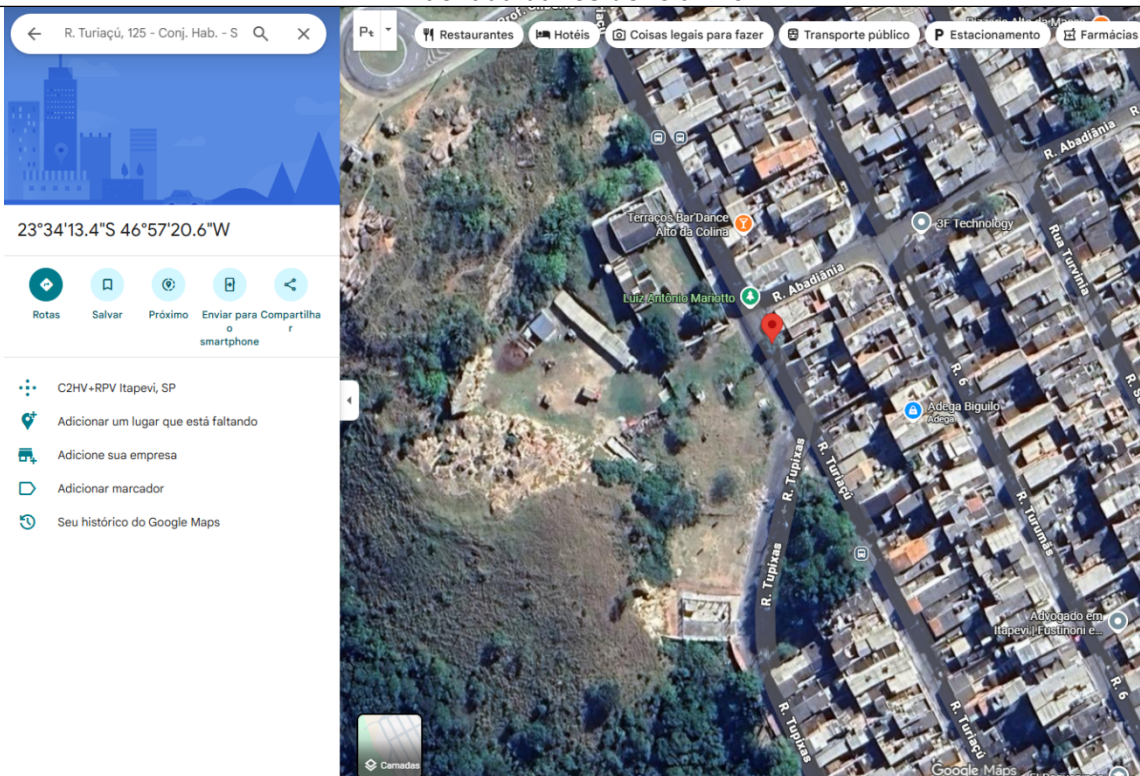 R. Turiaçú, 125 - Conj. Hab. - S
23°34'13.4"S 46°57'20.6"W
Rotas
Salvar
Próximo
Enviar para
o
smartphone
Compartilha
r
C2HV+RPV Itapevi, SP
Adicionar um lugar que está faltando
Adicione sua empresa
Adicionar marcador
Seu histórico do Google Maps
Restaurantes
Hotéis
Coisas legais para fazer
Transporte público
Estacionamento
Farmácias
R. Abadiânia
Terraços Bar'Dance
Alto da Colina
3F Technology
Rua Turvínia
R. Abadiânia
Luiz Antônio Mariotto
R. 6
Adega Biguilo
Adega
R. Tupixas
R. Turiaçú
R. Turumás
R. Tupixas
Advogado em
Itapevi | Fustinoni e...
R. 6
R. Tupixas
R. Turiaçú
Camadas
Google Maps